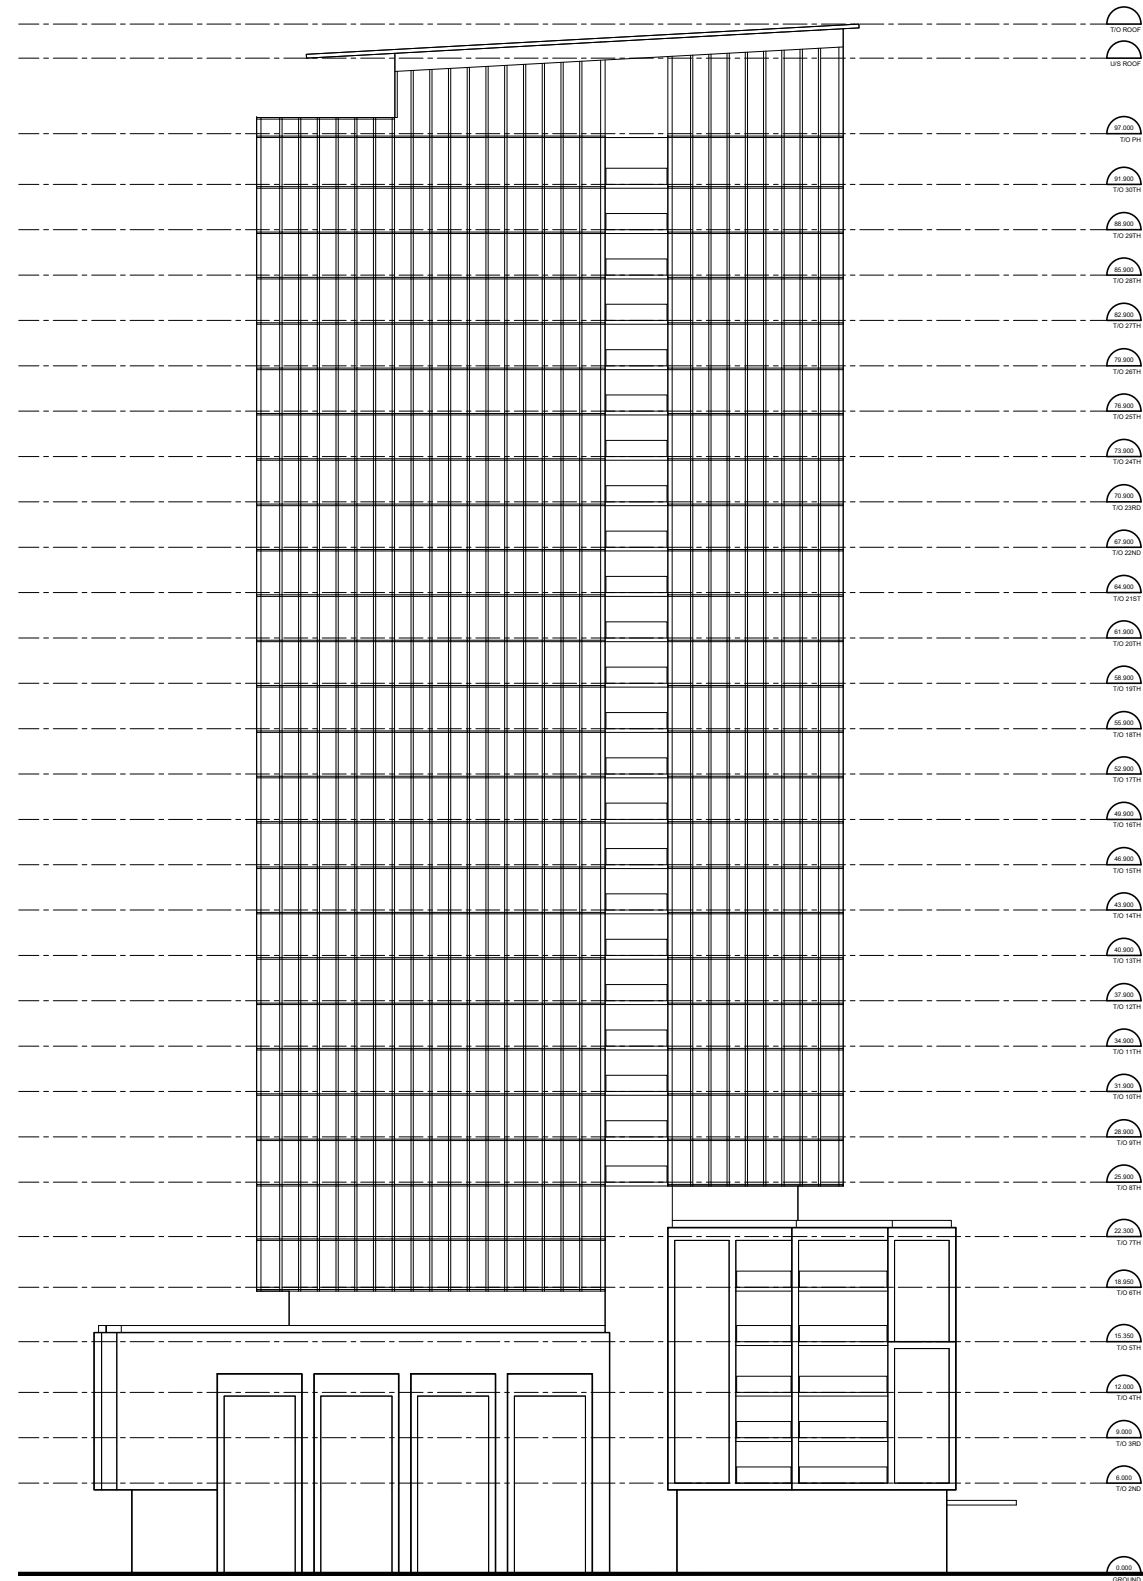 T/O ROOF
U/S ROOF
97.000
T/O PH
91.900
T/O 30TH
88.900
T/O 29TH
85.900
T/O 28TH
82.900
T/O 27TH
79.900
T/O 26TH
76.900
T/O 25TH
73.900
T/O 24TH
70.900
T/O 23RD
67.900
T/O 22ND
64.900
T/O 21ST
61.900
T/O 20TH
58.900
T/O 19TH
55.900
T/O 18TH
52.900
T/O 17TH
49.900
T/O 16TH
46.900
T/O 15TH
43.900
T/O 14TH
40.900
T/O 13TH
37.900
T/O 12TH
34.900
T/O 11TH
31.900
T/O 10TH
28.900
T/O 9TH
25.900
T/O 8TH
22.300
T/O 7TH
18.950
T/O 6TH
15.350
T/O 5TH
12.000
T/O 4TH
9.000
T/O 3RD
6.000
T/O 2ND
0.000
GROUND